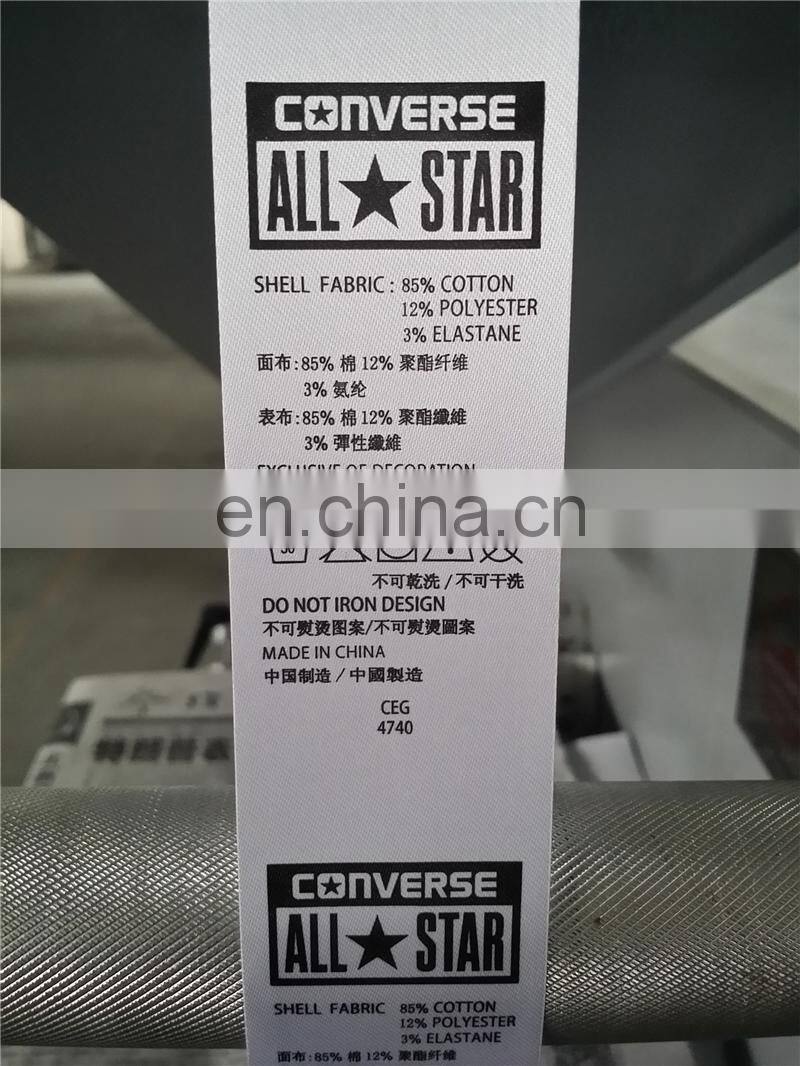 CONVERSE
ALL★STAR
SHELL FABRIC : 85% COTTON
12% POLYESTER
3% ELASTANE
面布:85% 棉 12% 聚酯纤维
3% 氨纶
表布:85% 棉 12% 聚酯纖維
3% 彈性纖維
EXCLUSIVE OF DECORATION
en.china.cn
30
不可乾洗 / 不可干洗
DO NOT IRON DESIGN
不可熨烫图案/不可熨燙圖案
MADE IN CHINA
中国制造 / 中國製造
CEG
4740
CONVERSE
ALL★STAR
SHELL FABRIC 85% COTTON
12% POLYESTER
3% ELASTANE
面布:85% 棉 12% 聚酯纤维